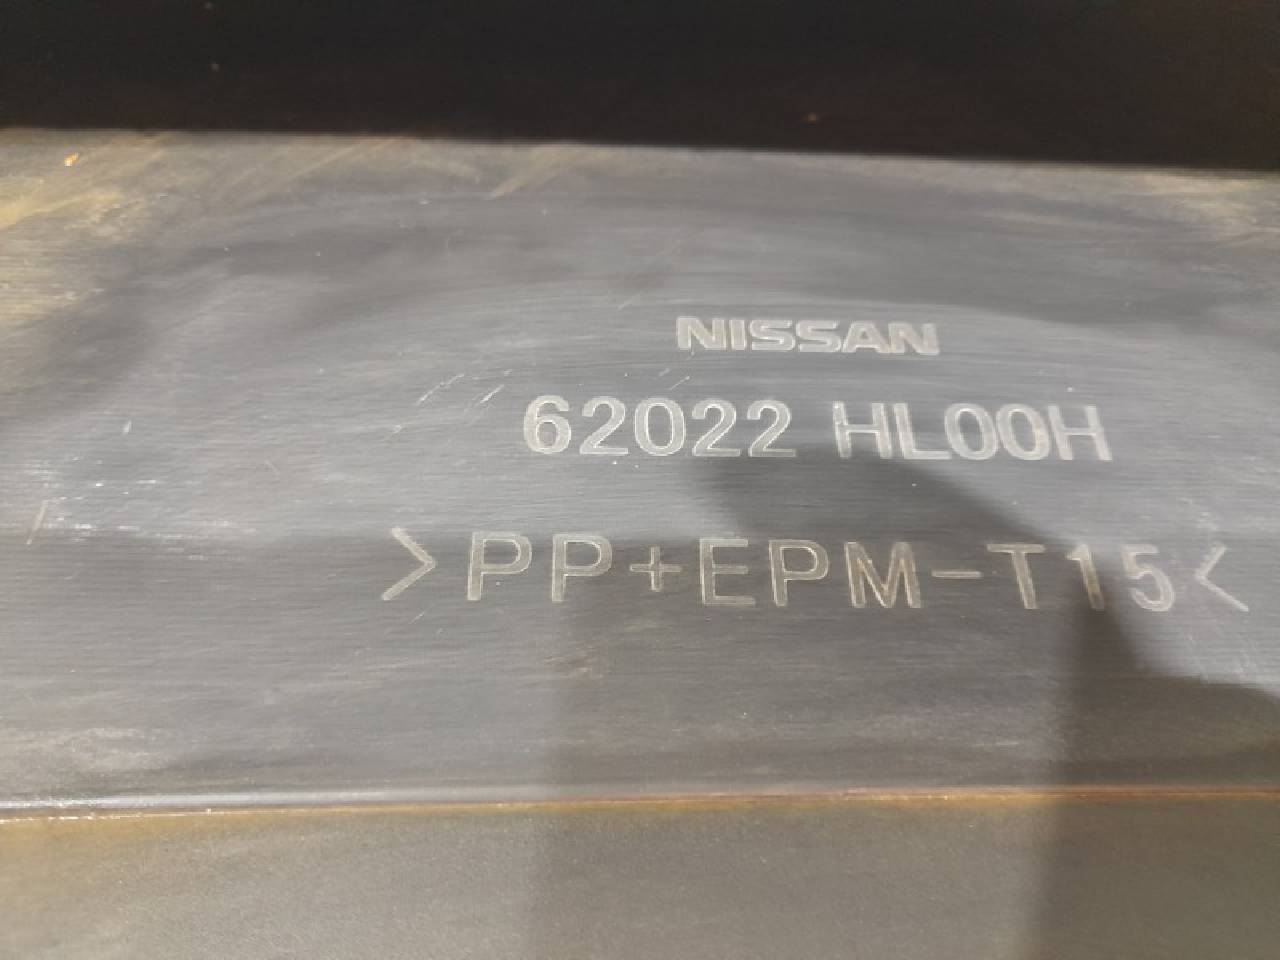 NISSAN
62022 HL00H
>PP+EPM-T15<